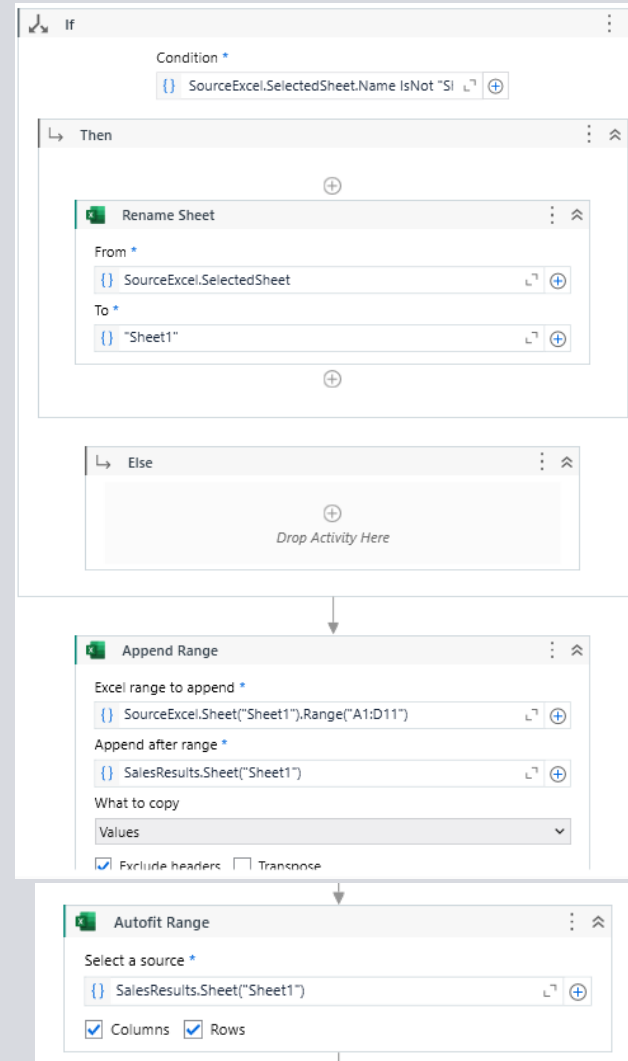 If
Condition *
{} SourceExcel.SelectedSheet.Name IsNot "Sl
Then
Rename Sheet
From *
{} SourceExcel.SelectedSheet
To *
{} "Sheet1"
Else
Drop Activity Here
Append Range
Excel range to append *
{} SourceExcel.Sheet("Sheet1").Range("A1:D11")
Append after range *
{} SalesResults.Sheet("Sheet1")
What to copy
Values
Exclude headers Transpose
Autofit Range
Select a source *
{} SalesResults.Sheet("Sheet1")
Columns Rows